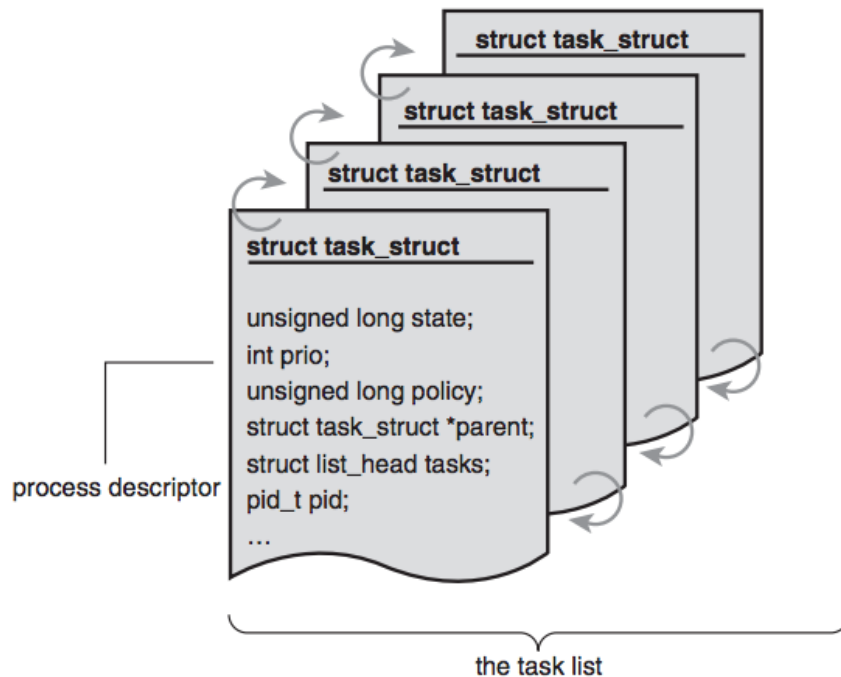 struct task_struct
struct task_struct
struct task_struct
struct task_struct
unsigned long state;
int prio;
unsigned long policy;
struct task_struct *parent;
struct list_head tasks;
pid_t pid;
...
process descriptor
the task list